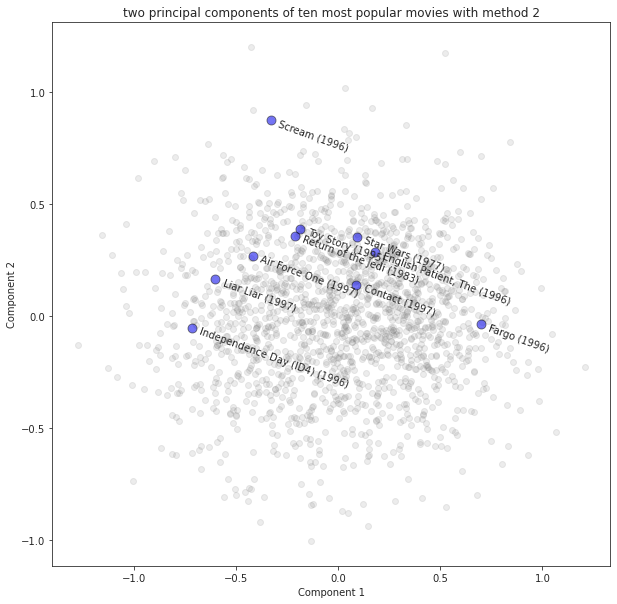 two principal components of ten most popular movies with method 2
Component 2
1.0
0.5
0.0
−0.5
−1.0
Scream (1996)
Toy Story (1995)
Return of the Jedi (1983)
Star Wars (1977)
English Patient, The (1996)
Air Force One (1997)
Contact (1997)
Liar Liar (1997)
Independence Day (ID4) (1996)
Fargo (1996)
−1.0
−0.5
0.0
0.5
1.0
Component 1